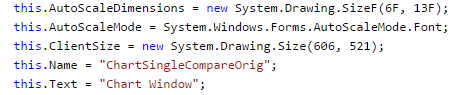 this.AutoScaleDimensions = new System.Drawing.SizeF(6F, 13F);
this.AutoScaleMode = System.Windows.Forms.AutoScaleMode.Font;
this.ClientSize = new System.Drawing.Size(606, 521);
this.Name = "ChartSingleCompareOrig";
this.Text = "Chart Window";